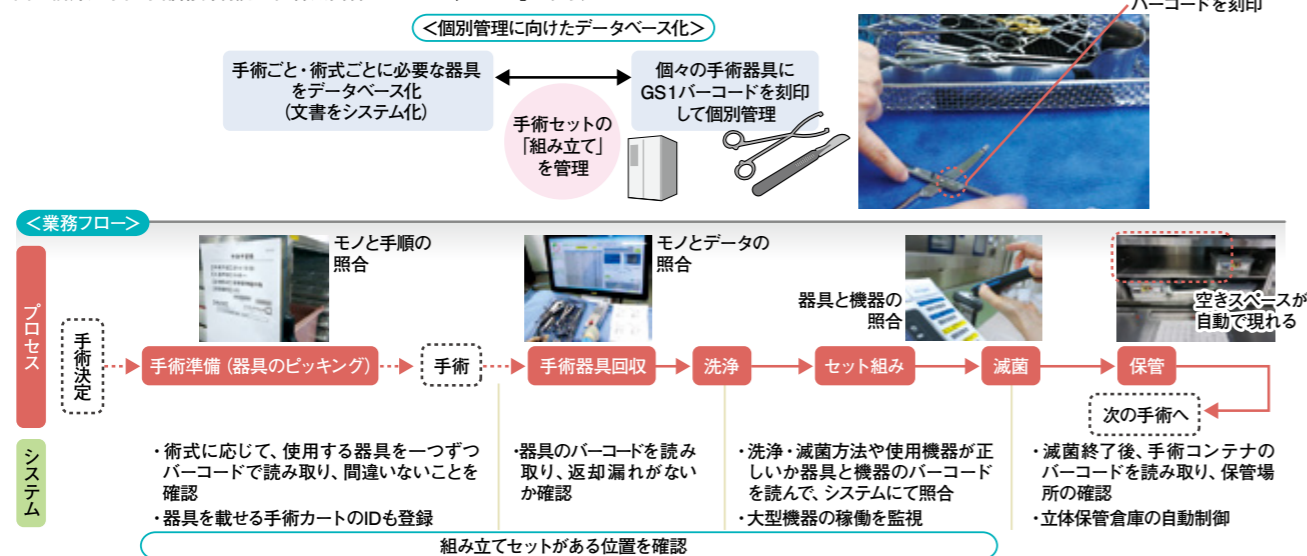 バーコードを刻印
＜個別管理に向けたデータベース化＞
手術ごと・術式ごとに必要な器具
をデータベース化
（文書をシステム化）
手術セットの
「組み立て」
を管理
個々の手術器具に
GS1バーコードを刻印
して個別管理
＜業務フロー＞
プロセス
モノと手順の
照合
モノとデータの
照合
器具と機器の
照合
空きスペースが
自動で現れる
手術決定
手術準備（器具のピッキング）
手術
手術器具回収
洗浄
セット組み
滅菌
保管
次の手術へ
システム
・術式に応じて、使用する器具を一つずつ
バーコードで読み取り、間違いないことを
確認
・器具を載せる手術カートのIDも登録
・器具のバーコードを読み
取り、返却漏れがない
か確認
・洗浄・滅菌方法や使用機器が正
しいか器具と機器のバーコード
を読んで、システムにて照合
・大型機器の稼働を監視
・滅菌終了後、手術コンテナの
バーコードを読み取り、保管場
所の確認
・立体保管倉庫の自動制御
組み立てセットがある位置を確認